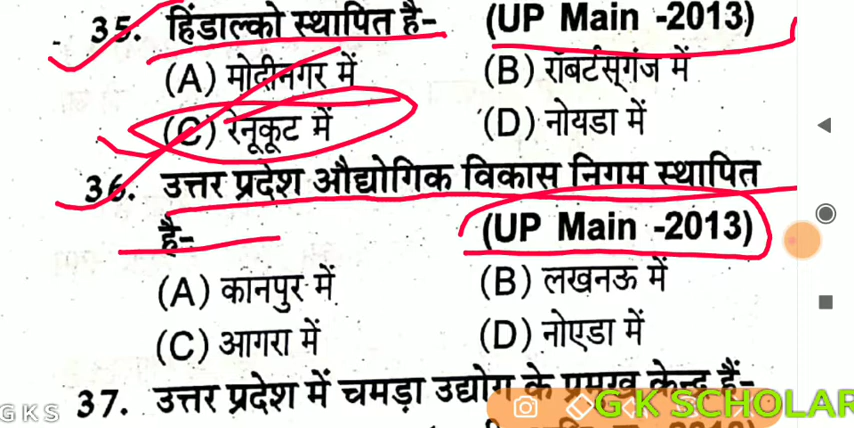 35. हिंडाल्को स्थापित है- (UP Main -2013)
(A) मोदीनगर में (B) रॉबर्ट्सगंज में
(C) रेनूकूट में (D) नोयडा में
36. उत्तर प्रदेश औद्योगिक विकास निगम स्थापित
है- (UP Main -2013)
(A) कानपुर में (B) लखनऊ में
(C) आगरा में (D) नोएडा में
37. उत्तर प्रदेश में चमड़ा उद्योग के प्रमुख केन्द्र हैं-
GKS
GK SCHOLAR